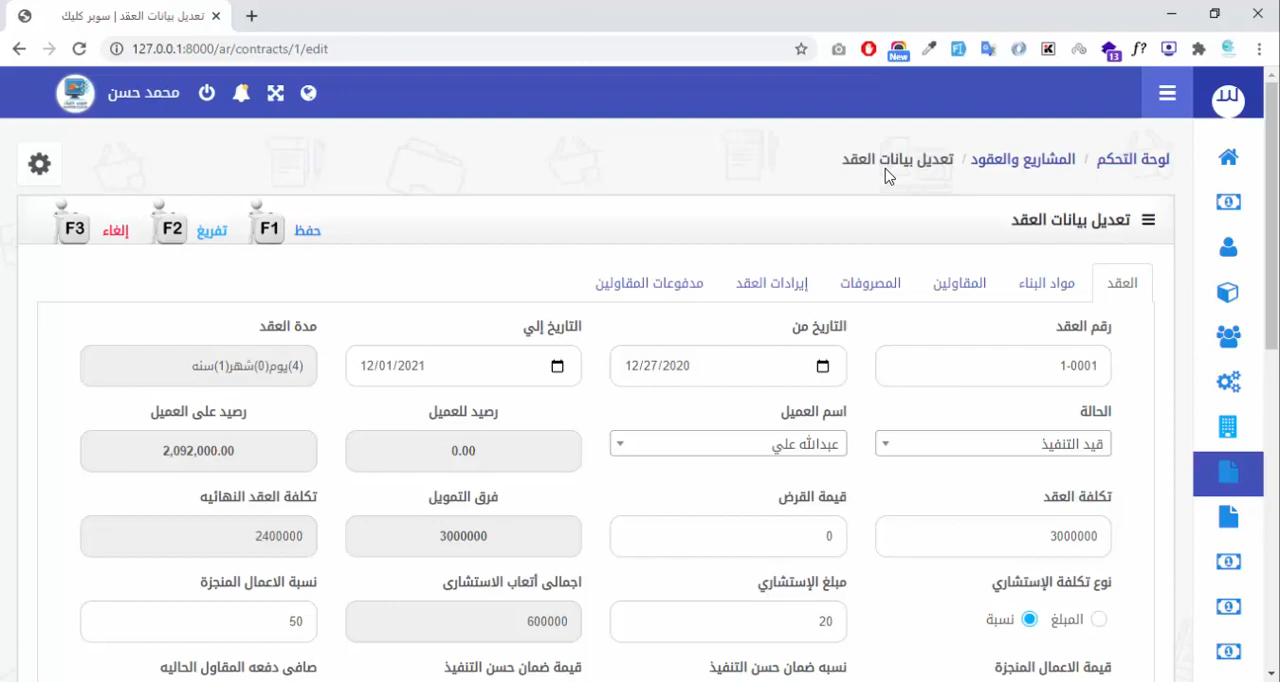 تعديل بيانات العقد | سوبر كليك
127.0.0.1:8000/ar/contracts/1/edit
New
13
f?
محمد حسن
لوحة التحكم / المشاريع والعقود / تعديل بيانات العقد
تعديل بيانات العقد
حفظ F1 تفريغ F2 إلغاء F3
العقد مواد البناء المقاولين المصروفات إيرادات العقد مدفوعات المقاولين
رقم العقد التاريخ من التاريخ إلي مدة العقد
1-0001 12/27/2020 12/01/2021 (4)يوم(0)شهر(1)سنه
الحالة اسم العميل رصيد للعميل رصيد على العميل
قيد التنفيذ عبدالله علي 0.00 2,092,000.00
تكلفة العقد قيمة القرض فرق التمويل تكلفة العقد النهائيه
3000000 0 3000000 2400000
نوع تكلفة الإستشاري مبلغ الإستشاري اجمالى أتعاب الاستشارى نسبة الاعمال المنجزة
المبلغ نسبة 20 600000 50
قيمة الاعمال المنجزة نسبه ضمان حسن التنفيذ قيمة ضمان حسن التنفيذ صافى دفعه المقاول الحاليه